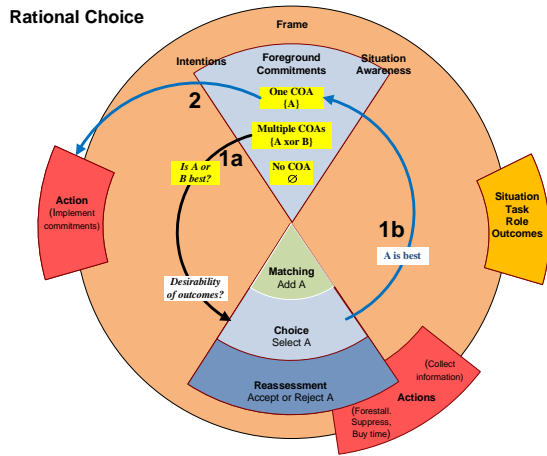 Rational Choice
Frame
Intentions
Foreground
Commitments
Situation
Awareness
2
One COA
{A}
Multiple COAs
{A xor B}
1a
Is A or
B best?
No COA
∅
Action
(Implement
commitments)
Situation
Task
Role
Outcomes
1b
A is best
Matching
Add A
Desirability
of outcomes?
Choice
Select A
Reassessment
Accept or Reject A
(Collect
information)
Actions
(Forestall.
Suppress,
Buy time)